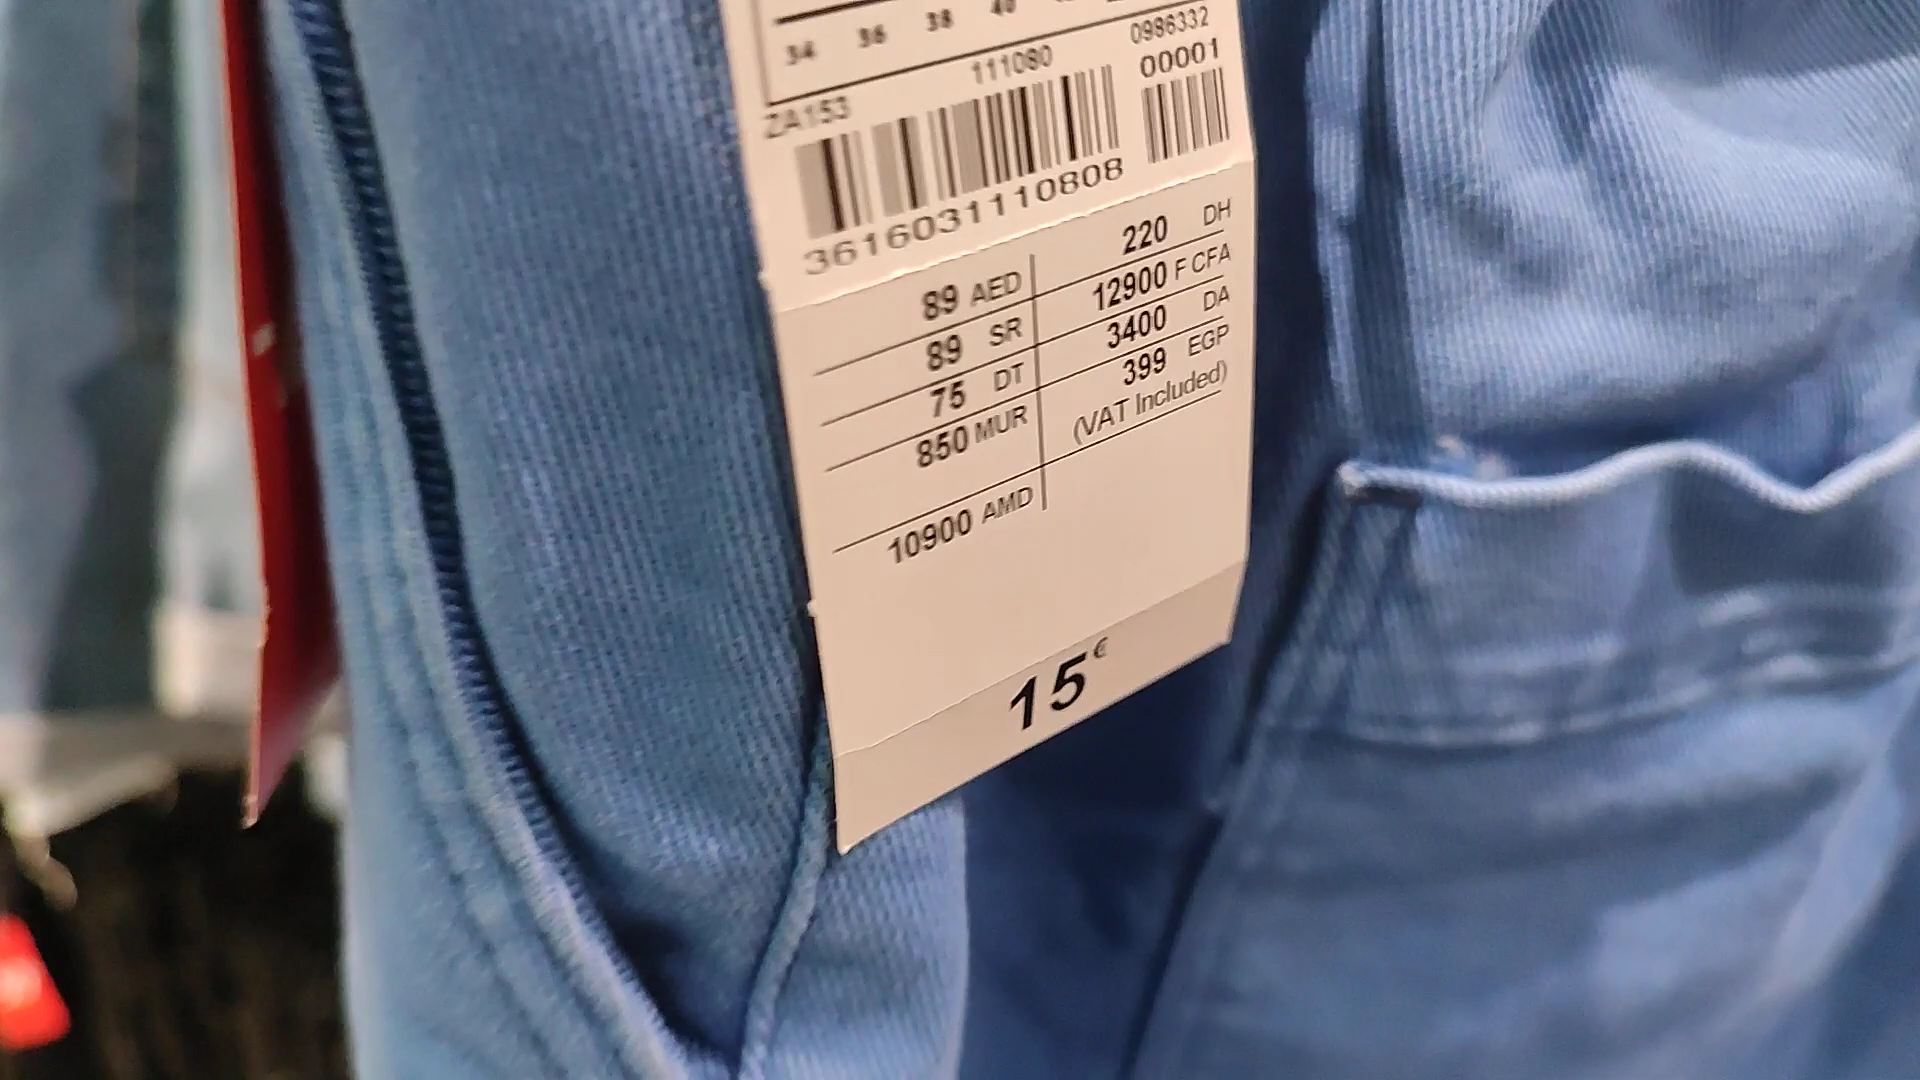 34 36 38 40
0986332
111080 00001
ZA153
3616031110808
89 AED 220 DH
89 SR 12900 F CFA
75 DT 3400 DA
850 MUR 399 EGP
(VAT Included)
10900 AMD
15€